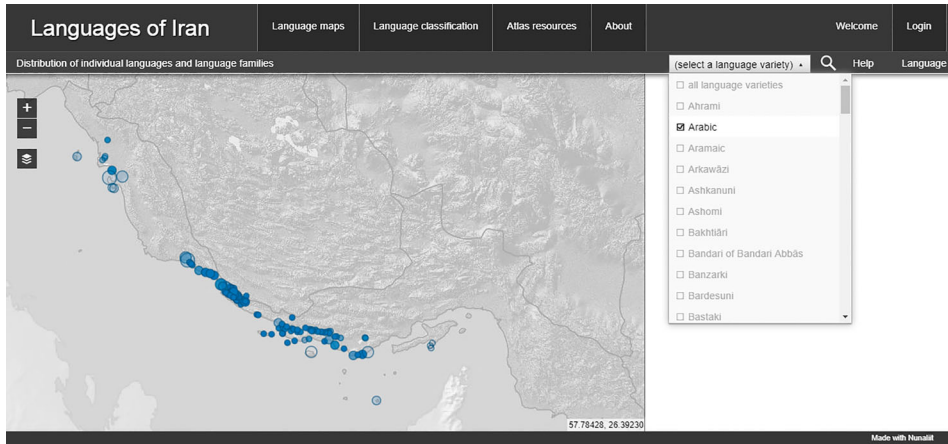 Languages of Iran
Language maps
Language classification
Atlas resources
About
Welcome
Login
Distribution of individual languages and language families
(select a language variety)
Help
Language
all language varieties
Ahrami
Arabic
Aramaic
Arkawāzi
Ashkanuni
Ashomi
Bakhtiāri
Bandari of Bandari Abbās
Banzarki
Bardesuni
Bastaki
+
−
57.78428, 26.39230
Made with Nunaliit